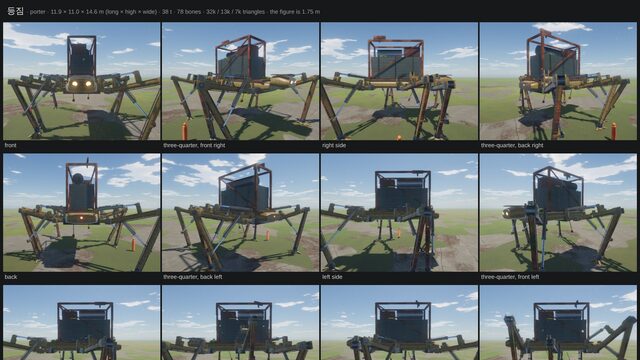 등짐 porter · 11.9 × 11.0 × 14.6 m (long × high × wide) · 38 t · 78 bones · 32k / 13k / 7k triangles · the figure is 1.75 m
front
three-quarter, front right
right side
three-quarter, back right
back
three-quarter, back left
left side
three-quarter, front left